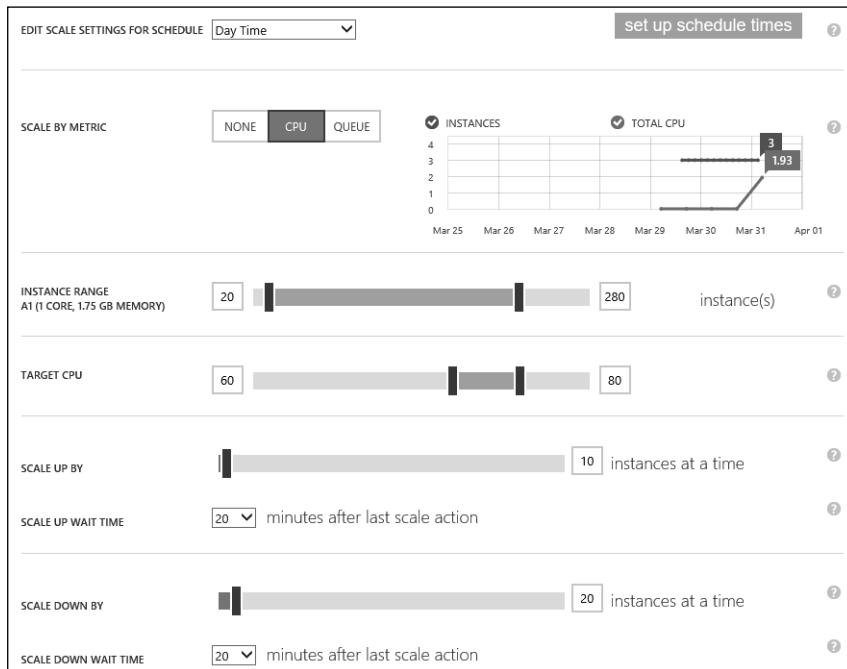 EDIT SCALE SETTINGS FOR SCHEDULE Day Time set up schedule times ?
SCALE BY METRIC NONE CPU QUEUE INSTANCES TOTAL CPU ?
4
3
2
1
0
3
1.93
Mar 25 Mar 26 Mar 27 Mar 28 Mar 29 Mar 30 Mar 31 Apr 01
INSTANCE RANGE
A1 (1 CORE, 1.75 GB MEMORY) 20 280 instance(s) ?
TARGET CPU 60 80 ?
SCALE UP BY 10 instances at a time ?
SCALE UP WAIT TIME 20 minutes after last scale action ?
SCALE DOWN BY 20 instances at a time ?
SCALE DOWN WAIT TIME 20 minutes after last scale action ?